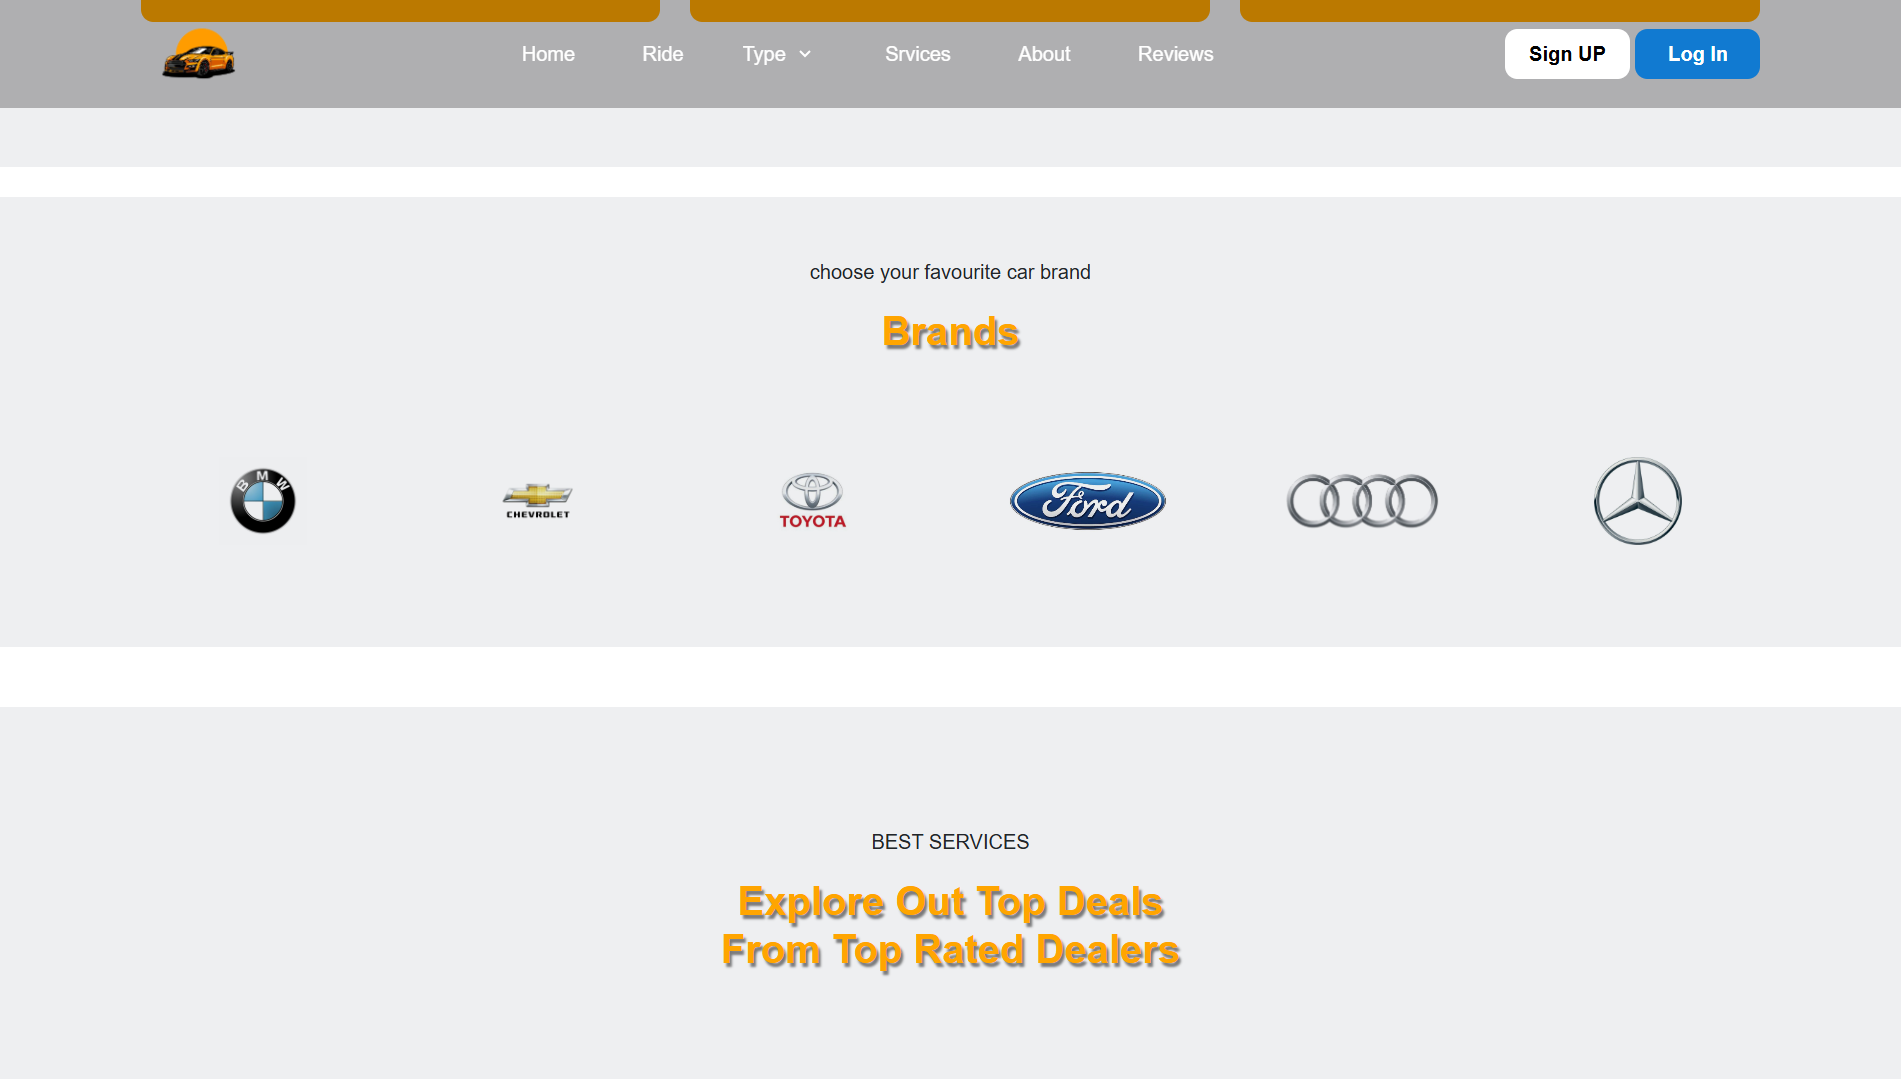 Home Ride Type Srvices About Reviews Sign UP Log In
choose your favourite car brand
Brands
BMW CHEVROLET TOYOTA Ford
BEST SERVICES
Explore Out Top Deals
From Top Rated Dealers